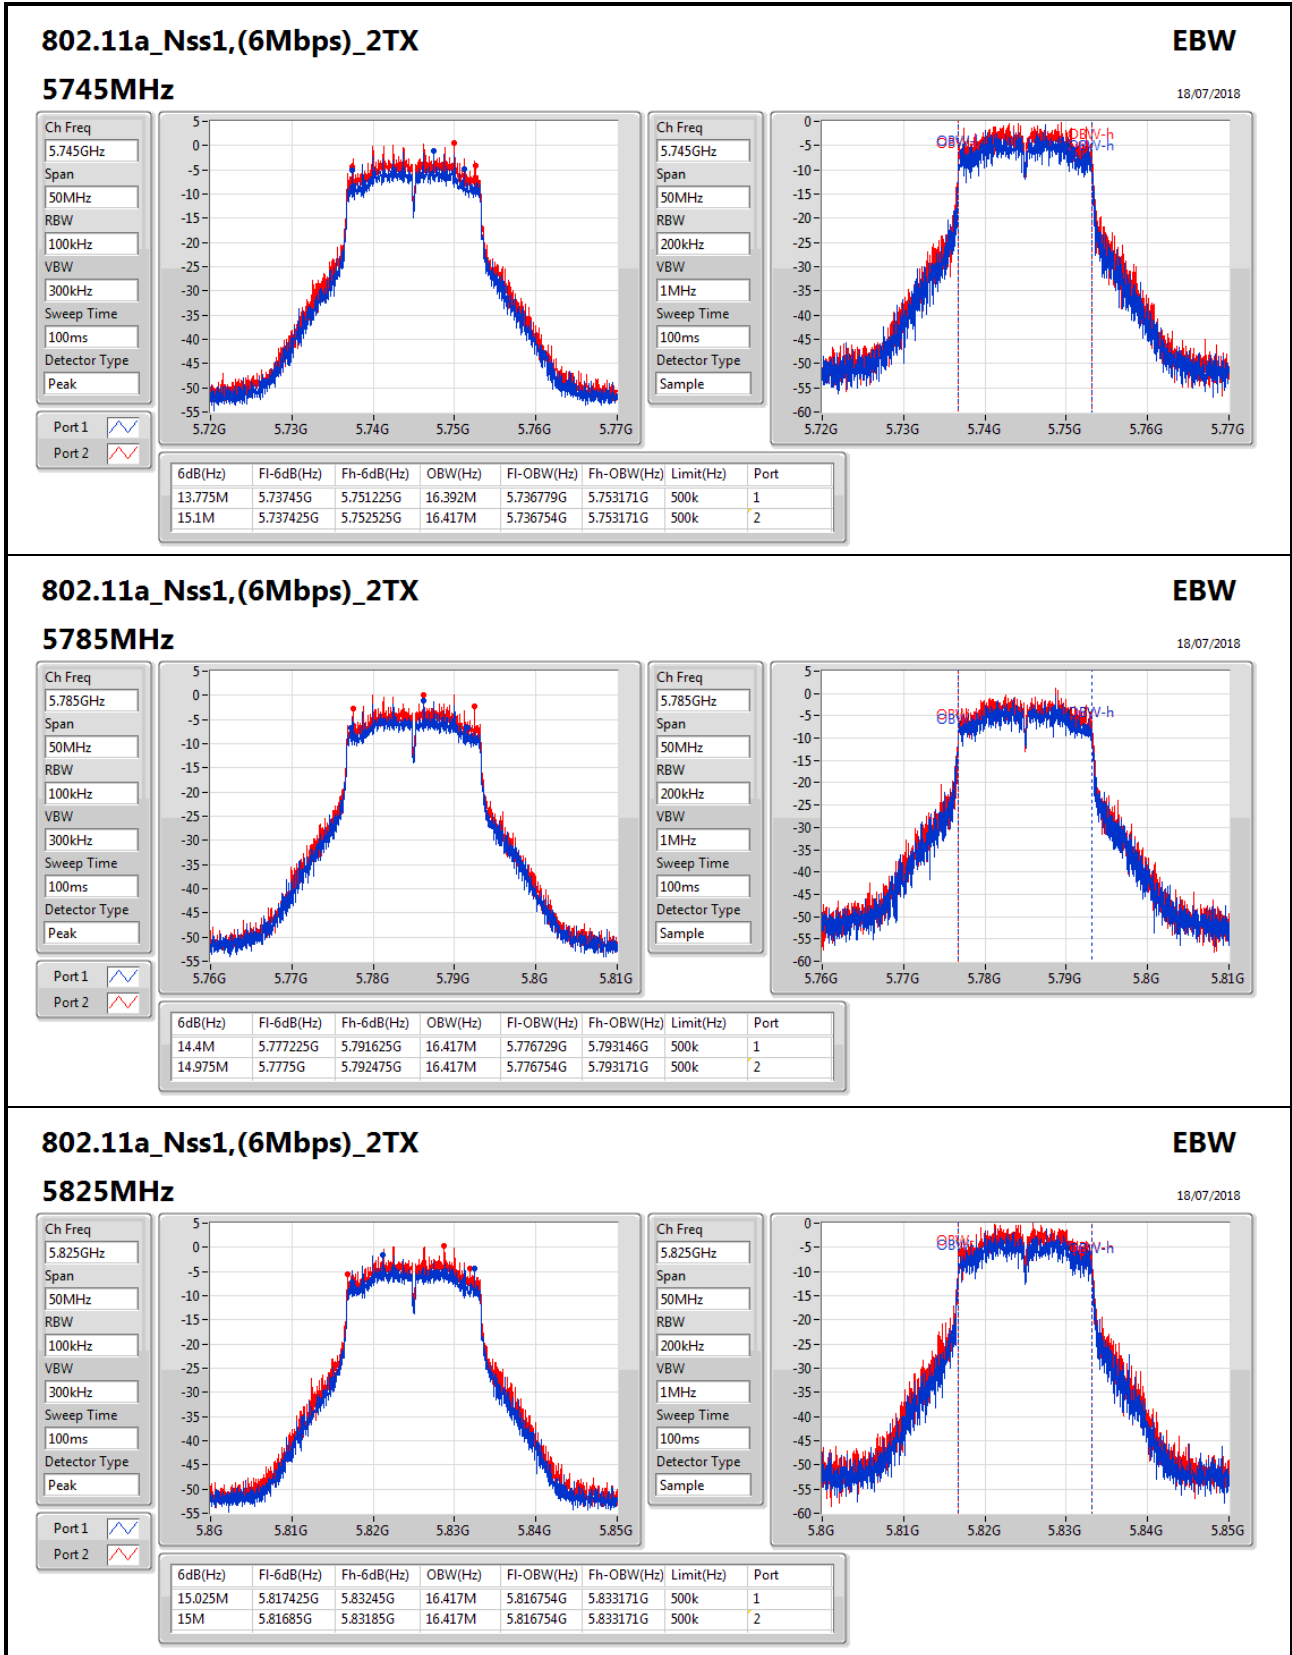 802.11a_Nss1,(6Mbps)_2TX EBW
5745MHz 18/07/2018
Ch Freq
5.745GHz
Span
50MHz
RBW
100kHz
VBW
300kHz
Sweep Time
100ms
Detector Type
Peak
Port 1
Port 2
5
0
-5
-10
-15
-20
-25
-30
-35
-40
-45
-50
-55
5.72G 5.73G 5.74G 5.75G 5.76G 5.77G
Ch Freq
5.745GHz
Span
50MHz
RBW
200kHz
VBW
1MHz
Sweep Time
100ms
Detector Type
Sample
0
-5
-10
-15
-20
-25
-30
-35
-40
-45
-50
-55
-60
OBW-h
OBW-h
5.72G 5.73G 5.74G 5.75G 5.76G 5.77G
6dB(Hz) Fl-6dB(Hz) Fh-6dB(Hz) OBW(Hz) Fl-OBW(Hz) Fh-OBW(Hz) Limit(Hz) Port
13.775M 5.73745G 5.751225G 16.392M 5.736779G 5.753171G 500k 1
15.1M 5.737425G 5.752525G 16.417M 5.736754G 5.753171G 500k 2
802.11a_Nss1,(6Mbps)_2TX EBW
5785MHz 18/07/2018
Ch Freq
5.785GHz
Span
50MHz
RBW
100kHz
VBW
300kHz
Sweep Time
100ms
Detector Type
Peak
Port 1
Port 2
5
0
-5
-10
-15
-20
-25
-30
-35
-40
-45
-50
-55
5.76G 5.77G 5.78G 5.79G 5.8G 5.81G
Ch Freq
5.785GHz
Span
50MHz
RBW
200kHz
VBW
1MHz
Sweep Time
100ms
Detector Type
Sample
5
0
-5
-10
-15
-20
-25
-30
-35
-40
-45
-50
-55
-60
OBW-h
5.76G 5.77G 5.78G 5.79G 5.8G 5.81G
6dB(Hz) Fl-6dB(Hz) Fh-6dB(Hz) OBW(Hz) Fl-OBW(Hz) Fh-OBW(Hz) Limit(Hz) Port
14.4M 5.777225G 5.791625G 16.417M 5.776729G 5.793146G 500k 1
14.975M 5.7775G 5.792475G 16.417M 5.776754G 5.793171G 500k 2
802.11a_Nss1,(6Mbps)_2TX EBW
5825MHz 18/07/2018
Ch Freq
5.825GHz
Span
50MHz
RBW
100kHz
VBW
300kHz
Sweep Time
100ms
Detector Type
Peak
Port 1
Port 2
5
0
-5
-10
-15
-20
-25
-30
-35
-40
-45
-50
-55
5.8G 5.81G 5.82G 5.83G 5.84G 5.85G
Ch Freq
5.825GHz
Span
50MHz
RBW
200kHz
VBW
1MHz
Sweep Time
100ms
Detector Type
Sample
0
-5
-10
-15
-20
-25
-30
-35
-40
-45
-50
-55
-60
OBW-h
5.8G 5.81G 5.82G 5.83G 5.84G 5.85G
6dB(Hz) Fl-6dB(Hz) Fh-6dB(Hz) OBW(Hz) Fl-OBW(Hz) Fh-OBW(Hz) Limit(Hz) Port
15.025M 5.817425G 5.83245G 16.417M 5.816754G 5.833171G 500k 1
15M 5.81685G 5.83185G 16.417M 5.816754G 5.833171G 500k 2